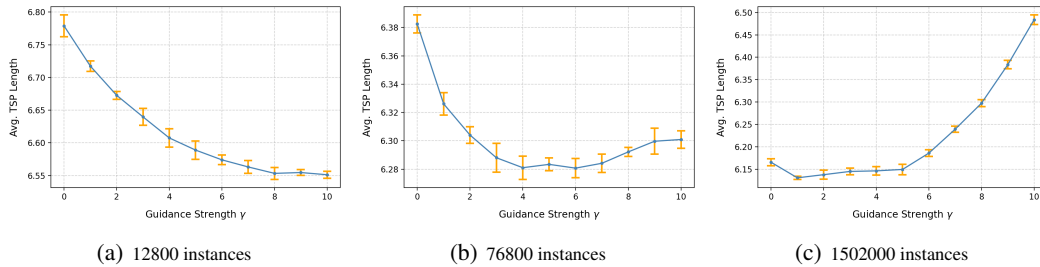 6.80
6.75
6.70
6.65
6.60
6.55
Avg. TSP Length
0 2 4 6 8 10
Guidance Strength γ
(a) 12800 instances
6.38
6.36
6.34
6.32
6.30
6.28
Avg. TSP Length
0 2 4 6 8 10
Guidance Strength γ
(b) 76800 instances
6.50
6.45
6.40
6.35
6.30
6.25
6.20
6.15
Avg. TSP Length
0 2 4 6 8 10
Guidance Strength γ
(c) 1502000 instances